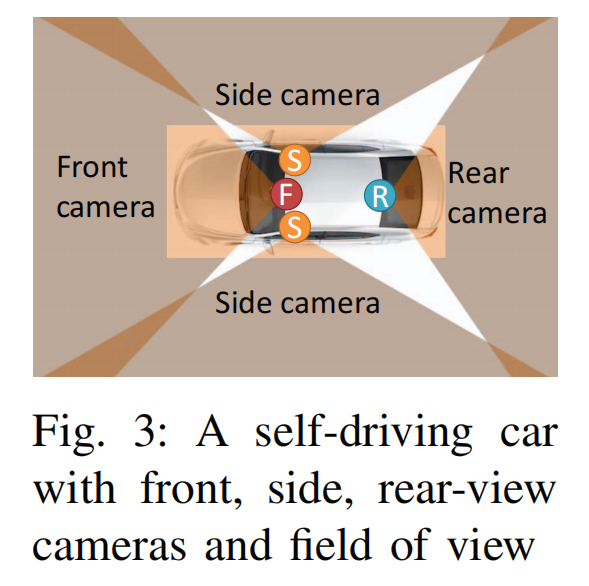 Side camera
Front
camera
S
F
R
S
Rear
camera
Side camera
Fig. 3: A self-driving car
with front, side, rear-view
cameras and field of view